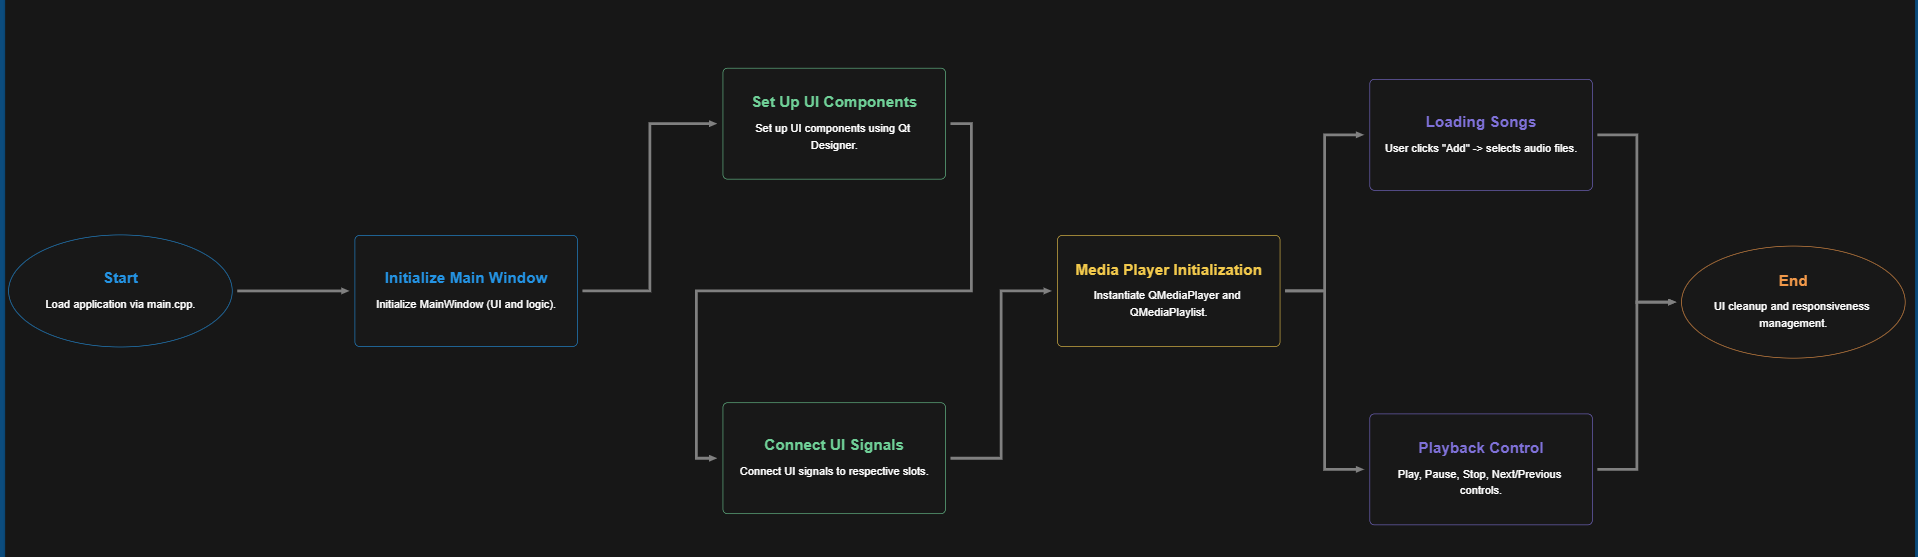 Start
Load application via main.cpp.
Initialize Main Window
Initialize MainWindow (UI and logic).
Set Up UI Components
Set up UI components using Qt
Designer.
Connect UI Signals
Connect UI signals to respective slots.
Media Player Initialization
Instantiate QMediaPlayer and
QMediaPlaylist.
Loading Songs
User clicks "Add" -> selects audio files.
Playback Control
Play, Pause, Stop, Next/Previous
controls.
End
UI cleanup and responsiveness
management.